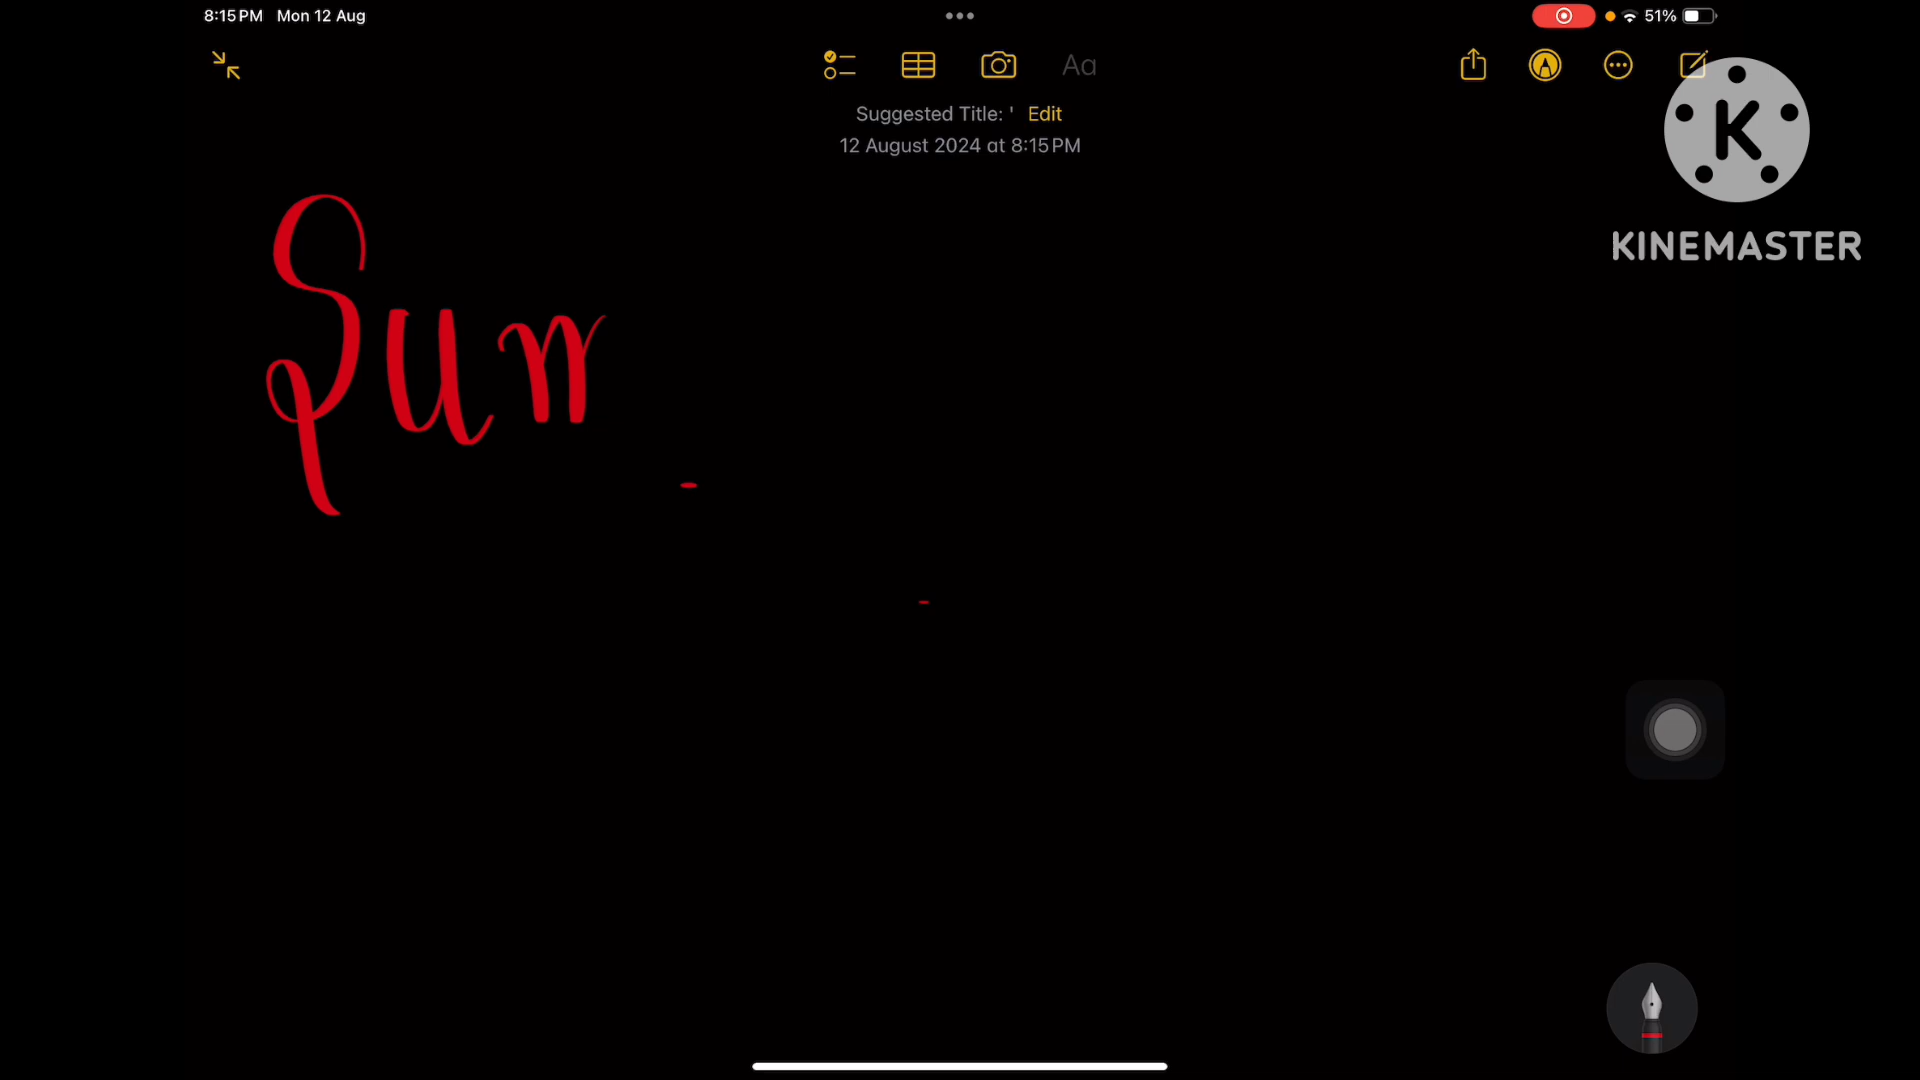 8:15 PM Mon 12 Aug
51%
Aa
Suggested Title: ' Edit
12 August 2024 at 8:15 PM
K
KINEMASTER
Sun